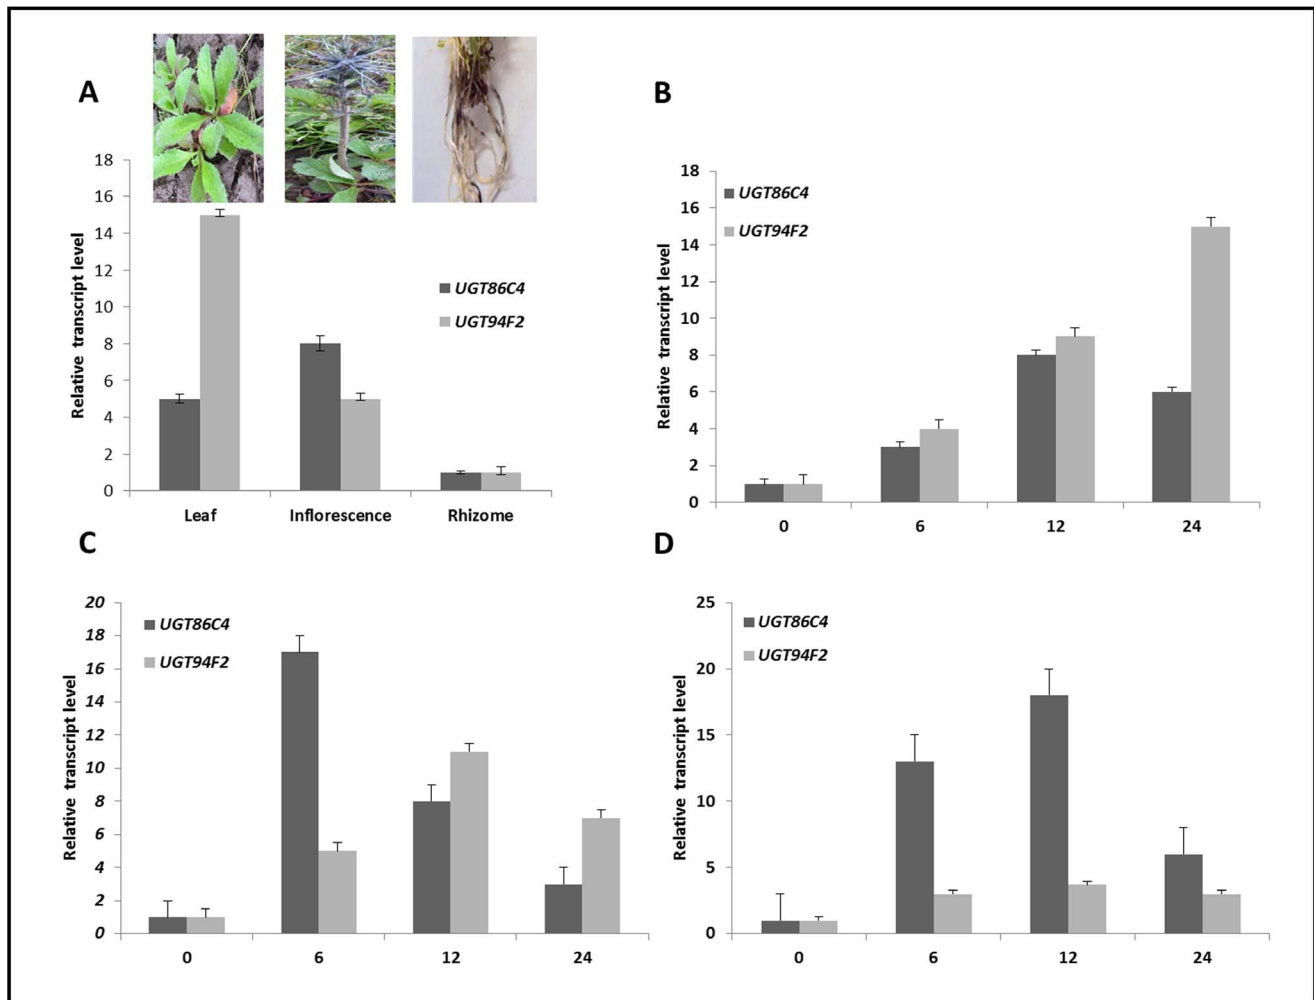 A
18
16
14
12
10
8
6
4
2
0
Relative transcript level
UGT86C4
UGT94F2
Leaf Inflorescence Rhizome
B
18
16
14
12
10
8
6
4
2
0
Relative transcript level
UGT86C4
UGT94F2
0 6 12 24
C
20
18
16
14
12
10
8
6
4
2
0
Relative transcript level
UGT86C4
UGT94F2
0 6 12 24
D
25
20
15
10
5
0
Relative transcript level
UGT86C4
UGT94F2
0 6 12 24